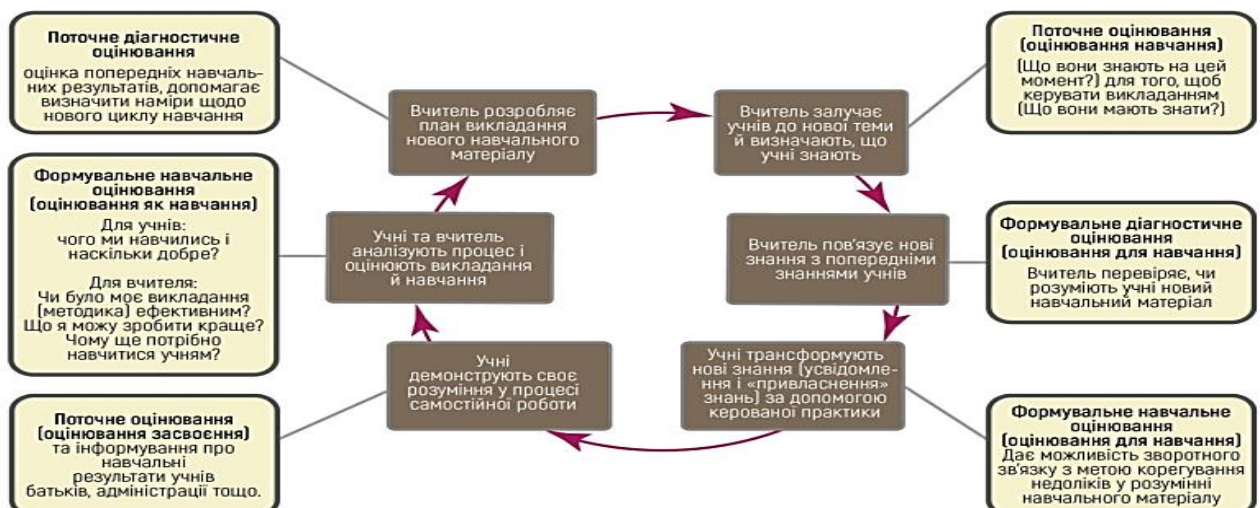 Поточне діагностичне
оцінювання
оцінка попередніх навчаль-
них результатів, допомагає
визначити наміри щодо
нового циклу навчання
Вчитель розробляє
план викладання
нового навчального
матеріалу
Вчитель залучає
учнів до нової теми
й визначають, що
учні знають
Поточне оцінювання
(оцінювання навчання)
(Що вони знають на цей
момент?) для того, щоб
керувати викладанням
(Що вони мають знати?)
Формувальне навчальне
оцінювання
(оцінювання як навчання)
Для учнів:
чого ми навчились і
наскільки добре?
Для вчителя:
Чи було моє викладання
(методика) ефективним?
Що я можу зробити краще?
Чому ще потрібно
навчитися учням?
Учні та вчитель
аналізують процес і
оцінюють викладання
й навчання
Вчитель пов'язує нові
знання з попередніми
знаннями учнів
Формувальне діагностичне
оцінювання
(оцінювання для навчання)
Вчитель перевіряє, чи
розуміють учні новий
навчальний матеріал
Учні
демонструють своє
розуміння у процесі
самостійної роботи
Учні трансформують
нові знання (усвідомле-
ння і «привласнення»
знань) за допомогою
керованої практики
Поточне оцінювання
(оцінювання засвоєння)
та інформування про
навчальні
результати учнів
батьків, адміністрації тощо.
Формувальне навчальне
оцінювання
(оцінювання для навчання)
Дає можливість зворотного
зв'язку з метою корегування
недоліків у розумінні
навчального матеріалу